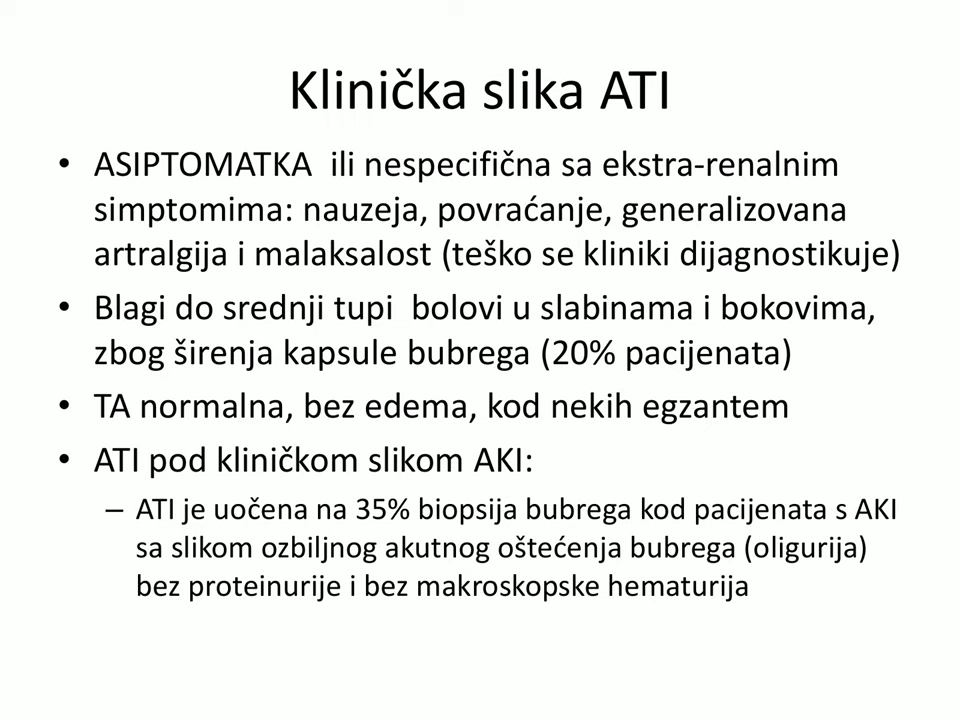 Klinička slika ATI
• ASIPTOMATKA ili nespecifična sa ekstra-renalnim
simptomima: nauzeja, povraćanje, generalizovana
artralgija i malaksalost (teško se kliniki dijagnostikuje)
• Blagi do srednji tupi bolovi u slabinama i bokovima,
zbog širenja kapsule bubrega (20% pacijenata)
• TA normalna, bez edema, kod nekih egzantem
• ATI pod kliničkom slikom AKI:
– ATI je uočena na 35% biopsija bubrega kod pacijenata s AKI
sa slikom ozbiljnog akutnog oštećenja bubrega (oligurija)
bez proteinurije i bez makroskopske hematurija